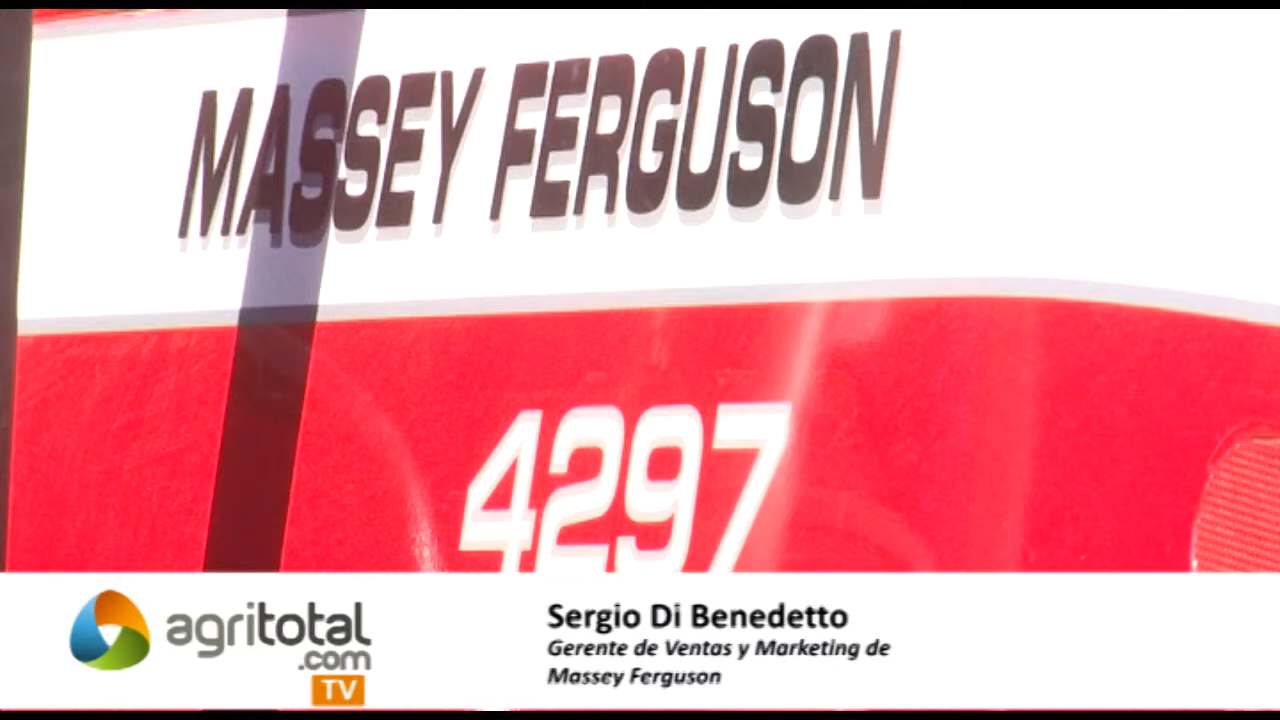 MASSEY FERGUSON
4297
agritotal
.com
TV
Sergio Di Benedetto
Gerente de Ventas y Marketing de
Massey Ferguson